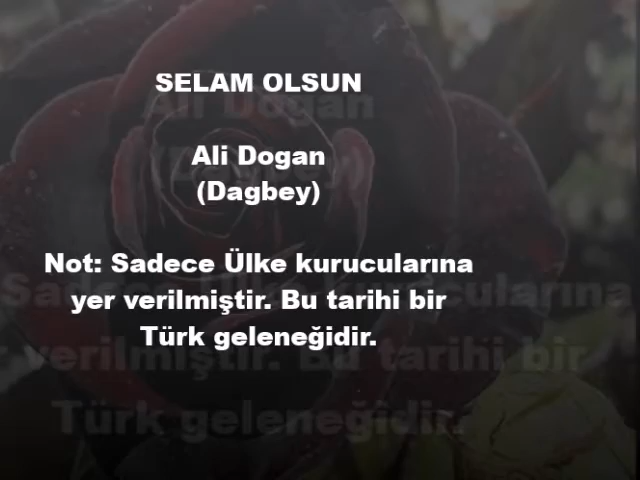 SELAM OLSUN
Ali Dogan
(Dagbey)
Not: Sadece Ülke kurucularına
yer verilmiştir. Bu tarihi bir
Türk geleneğidir.